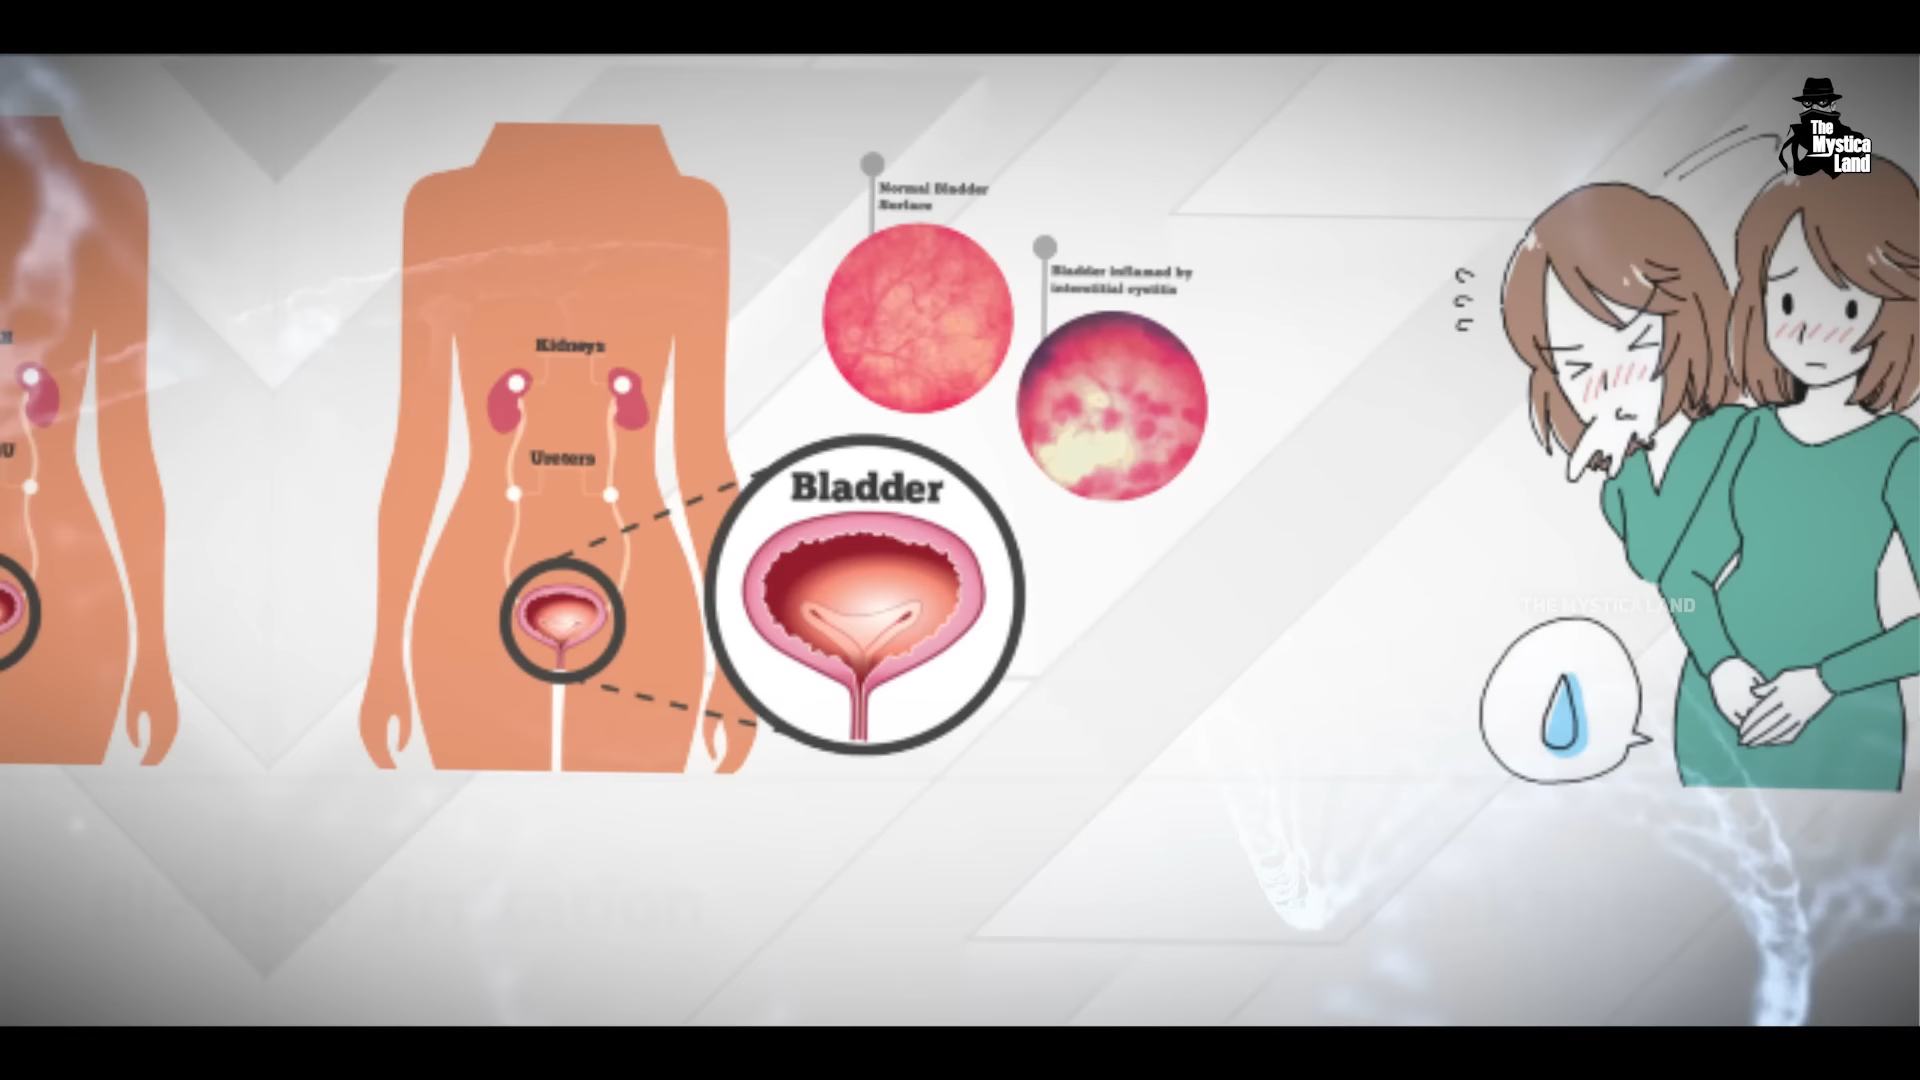 The
Mystica
Land
Normal Bladder
Surface
Bladder inflamed by
interstitial cystitis
Kidneys
Ureters
Bladder
THE MYSTICA LAND